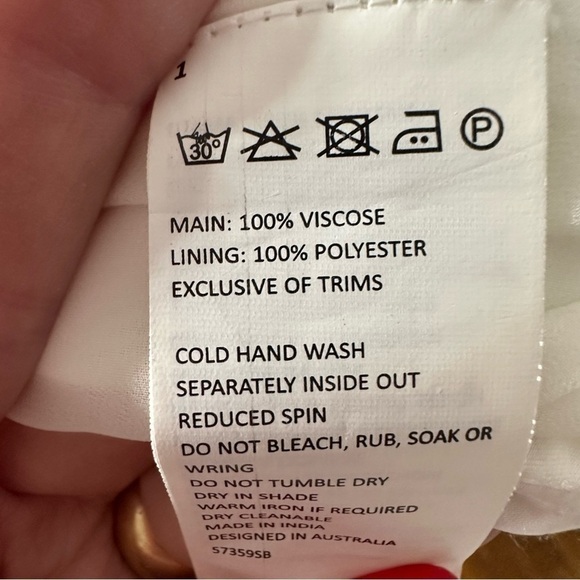 1
30°
P
MAIN: 100% VISCOSE
LINING: 100% POLYESTER
EXCLUSIVE OF TRIMS
COLD HAND WASH
SEPARATELY INSIDE OUT
REDUCED SPIN
DO NOT BLEACH, RUB, SOAK OR
WRING
DO NOT TUMBLE DRY
DRY IN SHADE
WARM IRON IF REQUIRED
DRY CLEANABLE
MADE IN INDIA
DESIGNED IN AUSTRALIA
57359SB